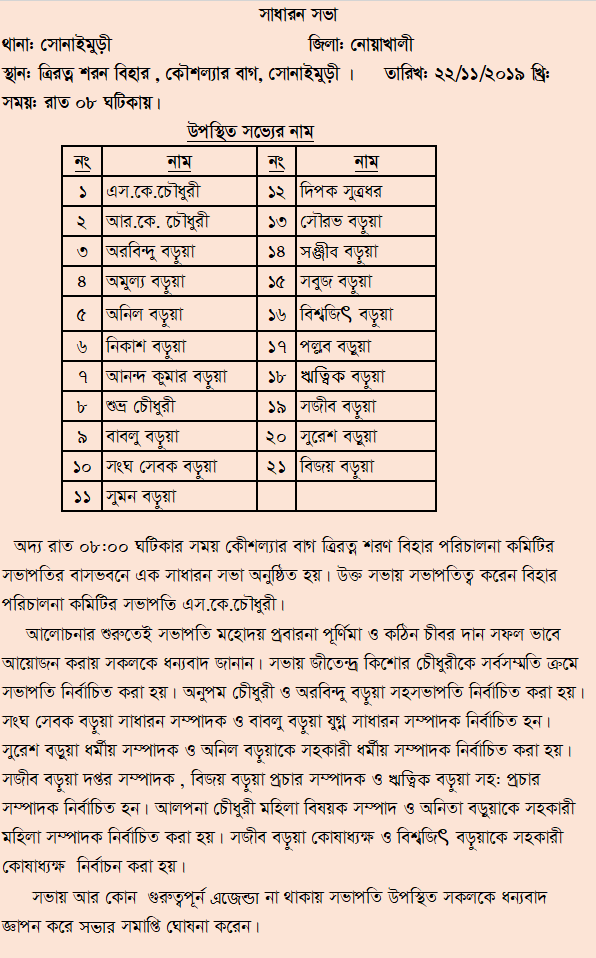 সাধারন সভা
থানা: সোনাইমুড়ী জিলা: নোয়াখালী
স্থান: ত্রিরত্ন শরন বিহার , কৌশল্যার বাগ, সোনাইমুড়ী । তারিখ: ২২/১১/২০১৯ খ্রি:
সময়: রাত ০৮ ঘটিকায়।
উপস্থিত সভ্যের নাম
নং নাম নং নাম
১ এস.কে.চৌধুরী ১২ দিপক সুত্রধর
২ আর.কে. চৌধুরী ১৩ সৌরভ বড়ুয়া
৩ অরবিন্দু বড়ুয়া ১৪ সঞ্জীব বড়ুয়া
৪ অমুল্য বড়ুয়া ১৫ সবুজ বড়ুয়া
৫ অনিল বড়ুয়া ১৬ বিশ্বজিৎ বড়ুয়া
৬ নিকাশ বড়ুয়া ১৭ পল্লব বড়ুয়া
৭ আনন্দ কুমার বড়ুয়া ১৮ ঋত্বিক বড়ুয়া
৮ শুভ্র চৌধুরী ১৯ সজীব বড়ুয়া
৯ বাবলু বড়ুয়া ২০ সুরেশ বড়ুয়া
১০ সংঘ সেবক বড়ুয়া ২১ বিজয় বড়ুয়া
১১ সুমন বড়ুয়া
অদ্য রাত ০৮:০০ ঘটিকার সময় কৌশল্যার বাগ ত্রিরত্ন শরণ বিহার পরিচালনা কমিটির
সভাপতির বাসভবনে এক সাধারন সভা অনুষ্ঠিত হয়। উক্ত সভায় সভাপতিত্ব করেন বিহার
পরিচালনা কমিটির সভাপতি এস.কে.চৌধুরী।
আলোচনার শুরুতেই সভাপতি মহোদয় প্রবারনা পূর্ণিমা ও কঠিন চীবর দান সফল ভাবে
আয়োজন করায় সকলকে ধন্যবাদ জানান। সভায় জীতেন্দ্র কিশোর চৌধুরীকে সর্বসম্মতি ক্রমে
সভাপতি নির্বাচিত করা হয়। অনুপম চৌধুরী ও অরবিন্দু বড়ুয়া সহসভাপতি নির্বাচিত করা হয়।
সংঘ সেবক বড়ুয়া সাধারন সম্পাদক ও বাবলু বড়ুয়া যুগ্ন সাধারন সম্পাদক নির্বাচিত হন।
সুরেশ বড়ুয়া ধর্মীয় সম্পাদক ও অনিল বড়ুয়াকে সহকারী ধর্মীয় সম্পাদক নির্বাচিত করা হয়।
সজীব বড়ুয়া দপ্তর সম্পাদক , বিজয় বড়ুয়া প্রচার সম্পাদক ও ঋত্বিক বড়ুয়া সহ: প্রচার
সম্পাদক নির্বাচিত হন। আলপনা চৌধুরী মহিলা বিষয়ক সম্পাদ ও অনিতা বড়ুয়াকে সহকারী
মহিলা সম্পাদক নির্বাচিত করা হয়। সজীব বড়ুয়া কোষাধ্যক্ষ ও বিশ্বজিৎ বড়ুয়াকে সহকারী
কোষাধ্যক্ষ নির্বাচন করা হয়।
সভায় আর কোন গুরুত্বপূর্ন এজেন্ডা না থাকায় সভাপতি উপস্থিত সকলকে ধন্যবাদ
জ্ঞাপন করে সভার সমাপ্তি ঘোষনা করেন।